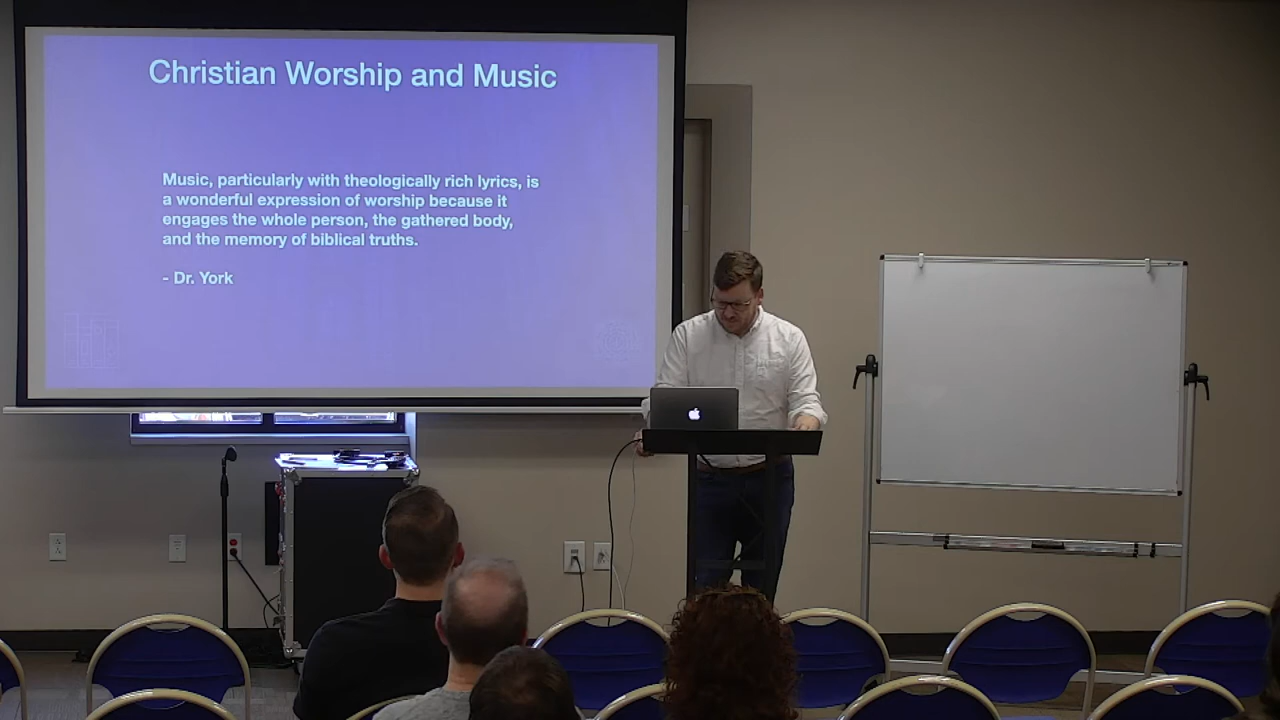 Christian Worship and Music
Music, particularly with theologically rich lyrics, is
a wonderful expression of worship because it
engages the whole person, the gathered body,
and the memory of biblical truths.
- Dr. York